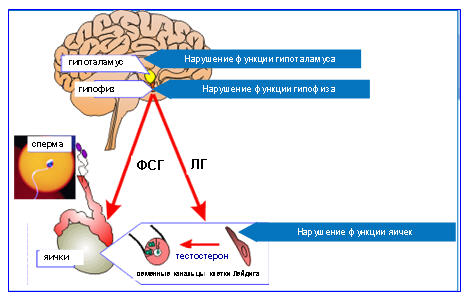 гипоталамус
Нарушение функции гипоталамуса
гипофиз
Нарушение функции гипофиза
сперма
ФСГ
ЛГ
Нарушение функции яичек
яички
тестостерон
семенные канальцы клетки Лейдига